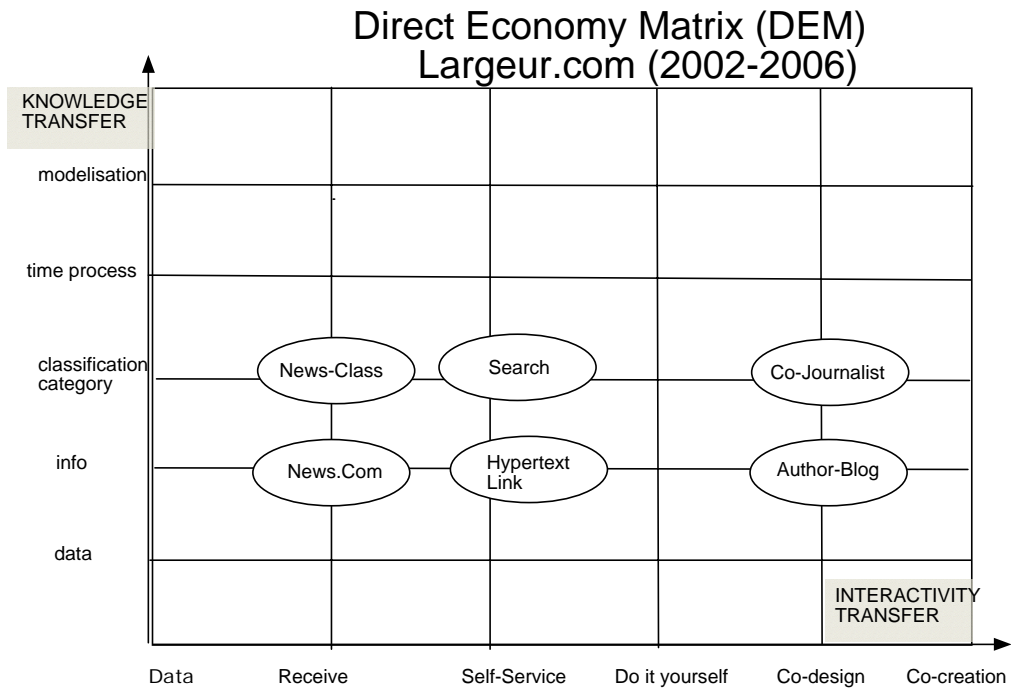 Direct Economy Matrix (DEM)
Largeur.com (2002-2006)
KNOWLEDGE
TRANSFER
modelisation
time process
classification
category
News-Class
Search
Co-Journalist
info
News.Com
Hypertext
Link
Author-Blog
data
INTERACTIVITY
TRANSFER
Data
Receive
Self-Service
Do it yourself
Co-design
Co-creation